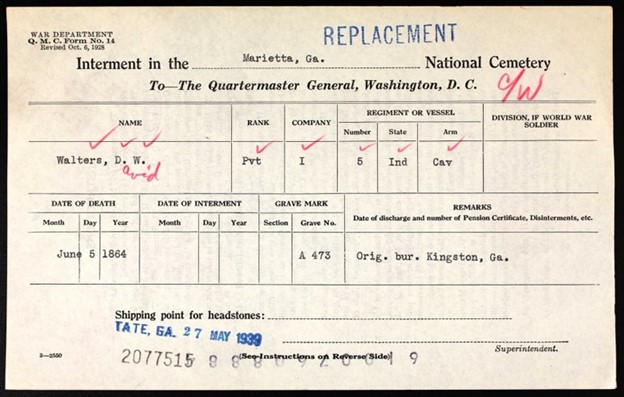 WAR DEPARTMENT
Q. M. C. Form No. 14
Revised Oct. 6, 1928
REPLACEMENT
Interment in the Marietta, Ga. National Cemetery
To—The Quartermaster General, Washington, D. C.
C/W
NAME RANK COMPANY REGIMENT OR VESSEL DIVISION, IF WORLD WAR SOLDIER
Number State Arm
Walters, D. W. Pvt I 5 Ind Cav
avid
DATE OF DEATH DATE OF INTERMENT GRAVE MARK REMARKS
Month Day Year Month Day Year Section Grave No. Date of discharge and number of Pension Certificate, Disinterments, etc.
June 5 1864 A 473 Orig. bur. Kingston, Ga.
Shipping point for headstones:
TATE, GA. 27 MAY 1939
Superintendent.
3—2550
(See Instructions on Reverse Side)
2077515